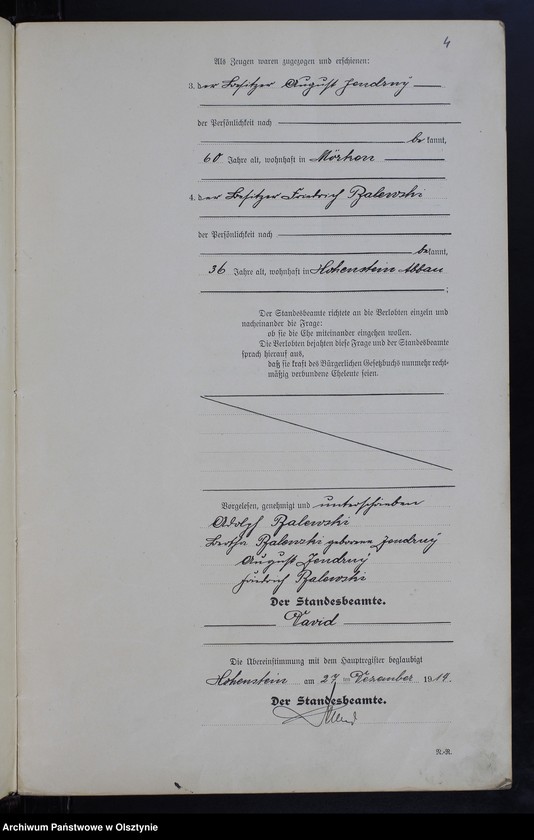 4
Als Zeugen waren zugezogen und erschienen:
3. der Besitzer August Jendrny
der Persönlichkeit nach
bekannt,
60 Jahre alt, wohnhaft in Mörken
4. der Besitzer Friedrich Balewski
der Persönlichkeit nach
bekannt,
36 Jahre alt, wohnhaft in Hohenstein Abbau
;
Der Standesbeamte richtete an die Verlobten einzeln und
nacheinander die Frage:
ob sie die Ehe miteinander eingehen wollen.
Die Verlobten bejahten diese Frage und der Standesbeamte
sprach hierauf aus,
daß sie kraft des Bürgerlichen Gesetzbuchs nunmehr recht-
mäßig verbundene Eheleute seien.
Vorgelesen, genehmigt und unterschrieben
Adolf Balewski
Bertha Balewski geborene Jendrny
August Jendrny
Friedrich Balewski
Der Standesbeamte.
David
Die Übereinstimmung mit dem Hauptregister beglaubigt
Hohenstein am 27 Dezember 1919.
Der Standesbeamte.
N.-R.
Archiwum Państwowe w Olsztynie